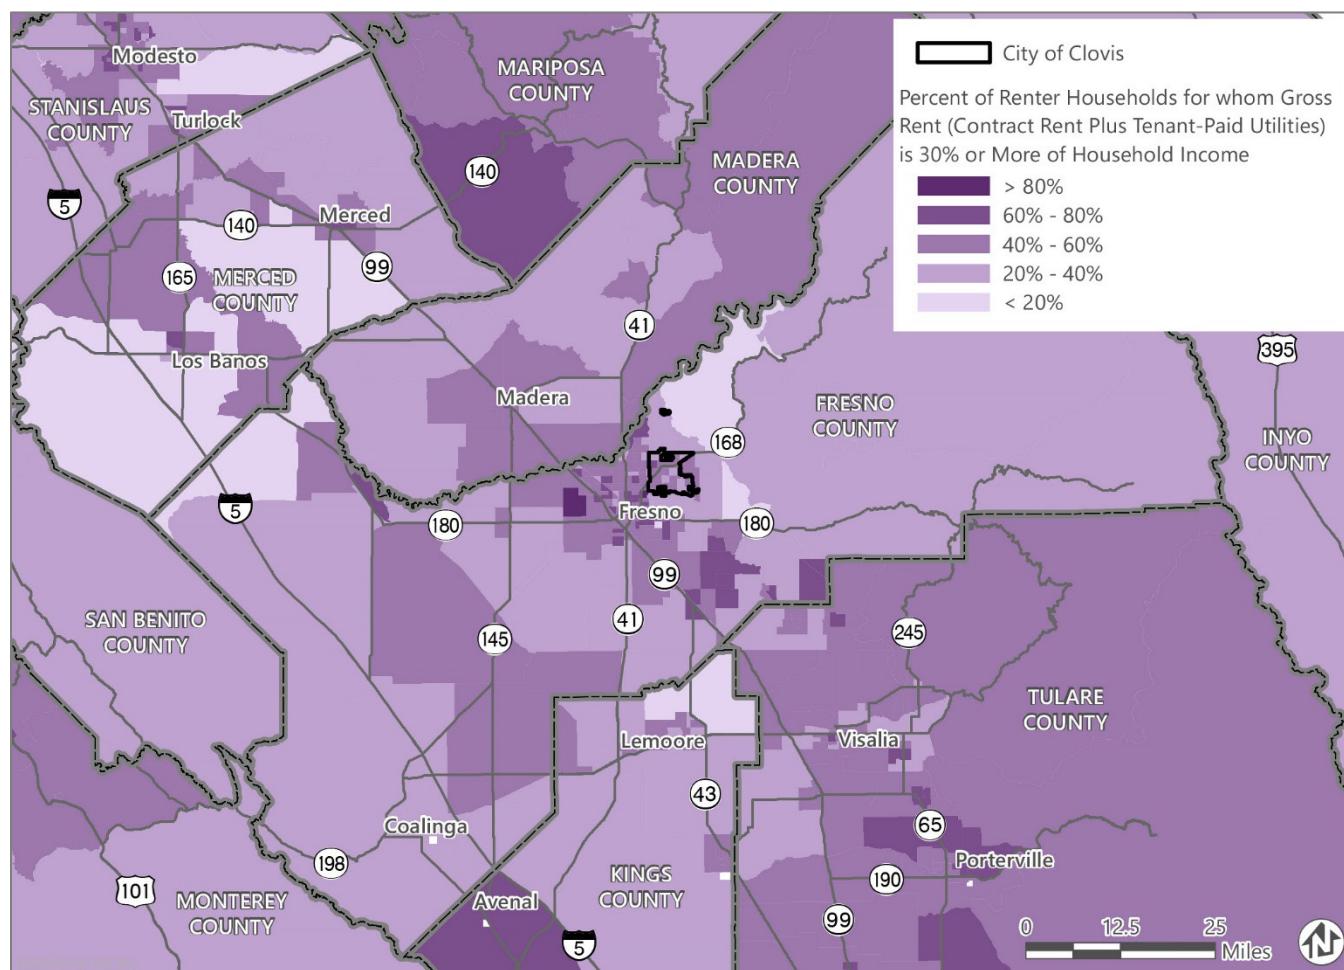 City of Clovis
Percent of Renter Households for whom Gross
Rent (Contract Rent Plus Tenant-Paid Utilities)
is 30% or More of Household Income
> 80%
60% - 80%
40% - 60%
20% - 40%
< 20%
Modesto
STANISLAUS
COUNTY
Turlock
5
MARIPOSA
COUNTY
140
MADERA
COUNTY
140
Merced
99
165
MERCED
COUNTY
Los Banos
41
Madera
395
FRESNO
COUNTY
INYO
COUNTY
168
5
180
Fresno
180
99
SAN BENITO
COUNTY
145
41
245
TULARE
COUNTY
Lemoore
Visalia
43
Coalinga
65
198
Porterville
190
KINGS
COUNTY
101
MONTEREY
COUNTY
Avenal
99
5
0 12.5 25
Miles
N